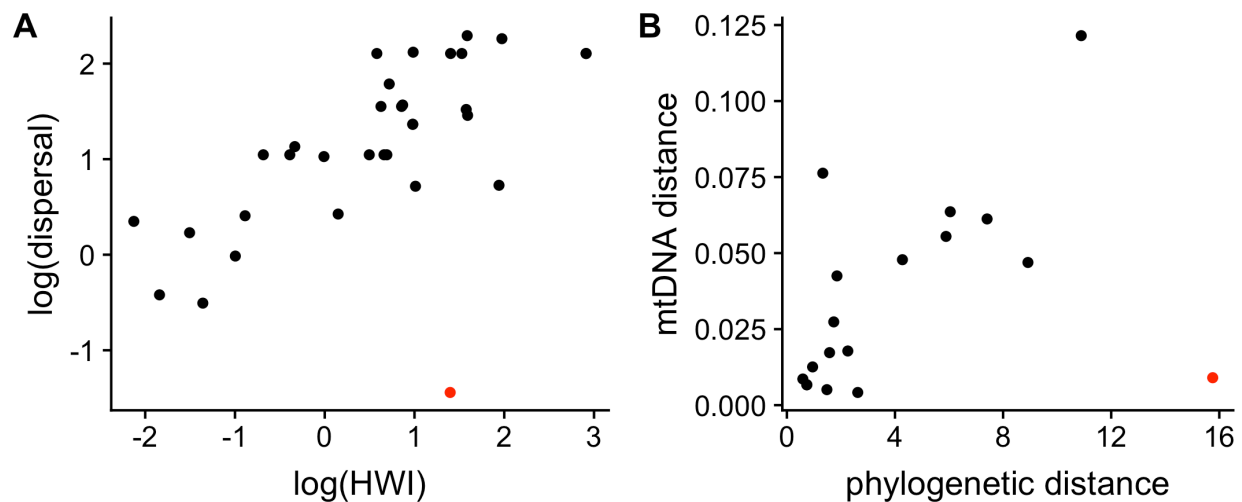 A
log(dispersal)
2
1
0
-1
-2 -1 0 1 2 3
log(HWI)
B
mtDNA distance
0.125
0.100
0.075
0.050
0.025
0.000
0 4 8 12 16
phylogenetic distance